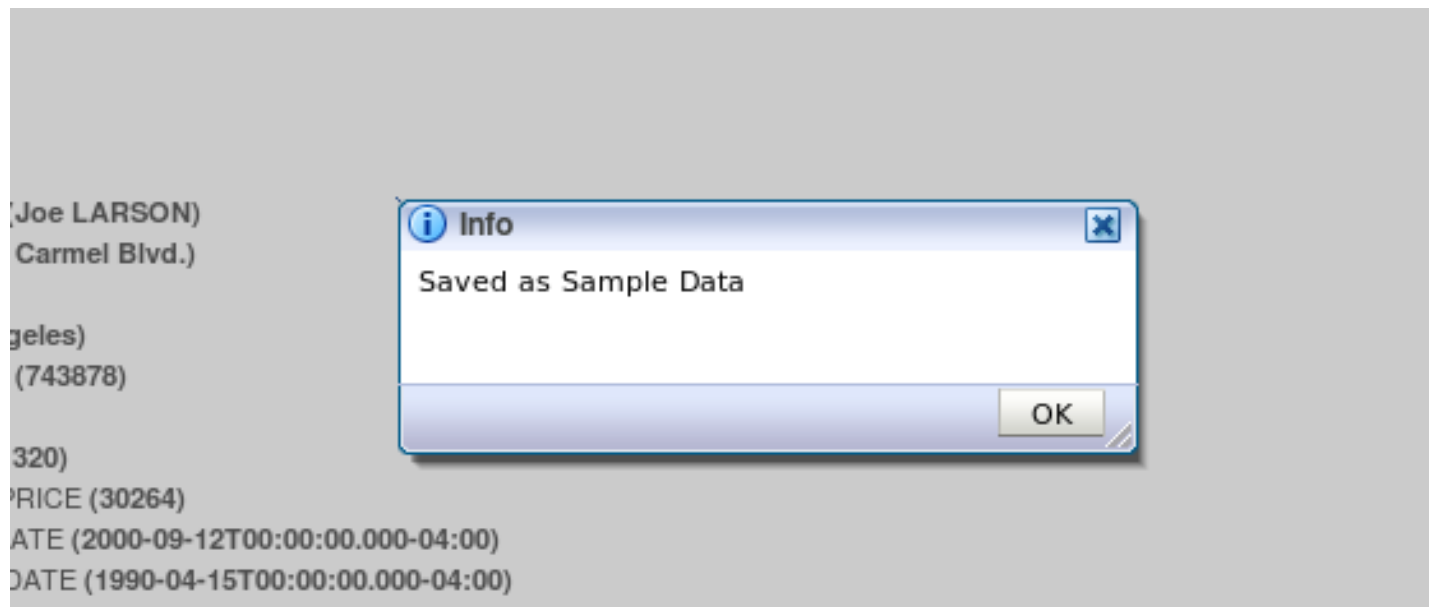 (Joe LARSON)
Carmel Blvd.)
geles)
(743878)
320)
PRICE (30264)
ATE (2000-09-12T00:00:00.000-04:00)
DATE (1990-04-15T00:00:00.000-04:00)
Info
Saved as Sample Data
OK